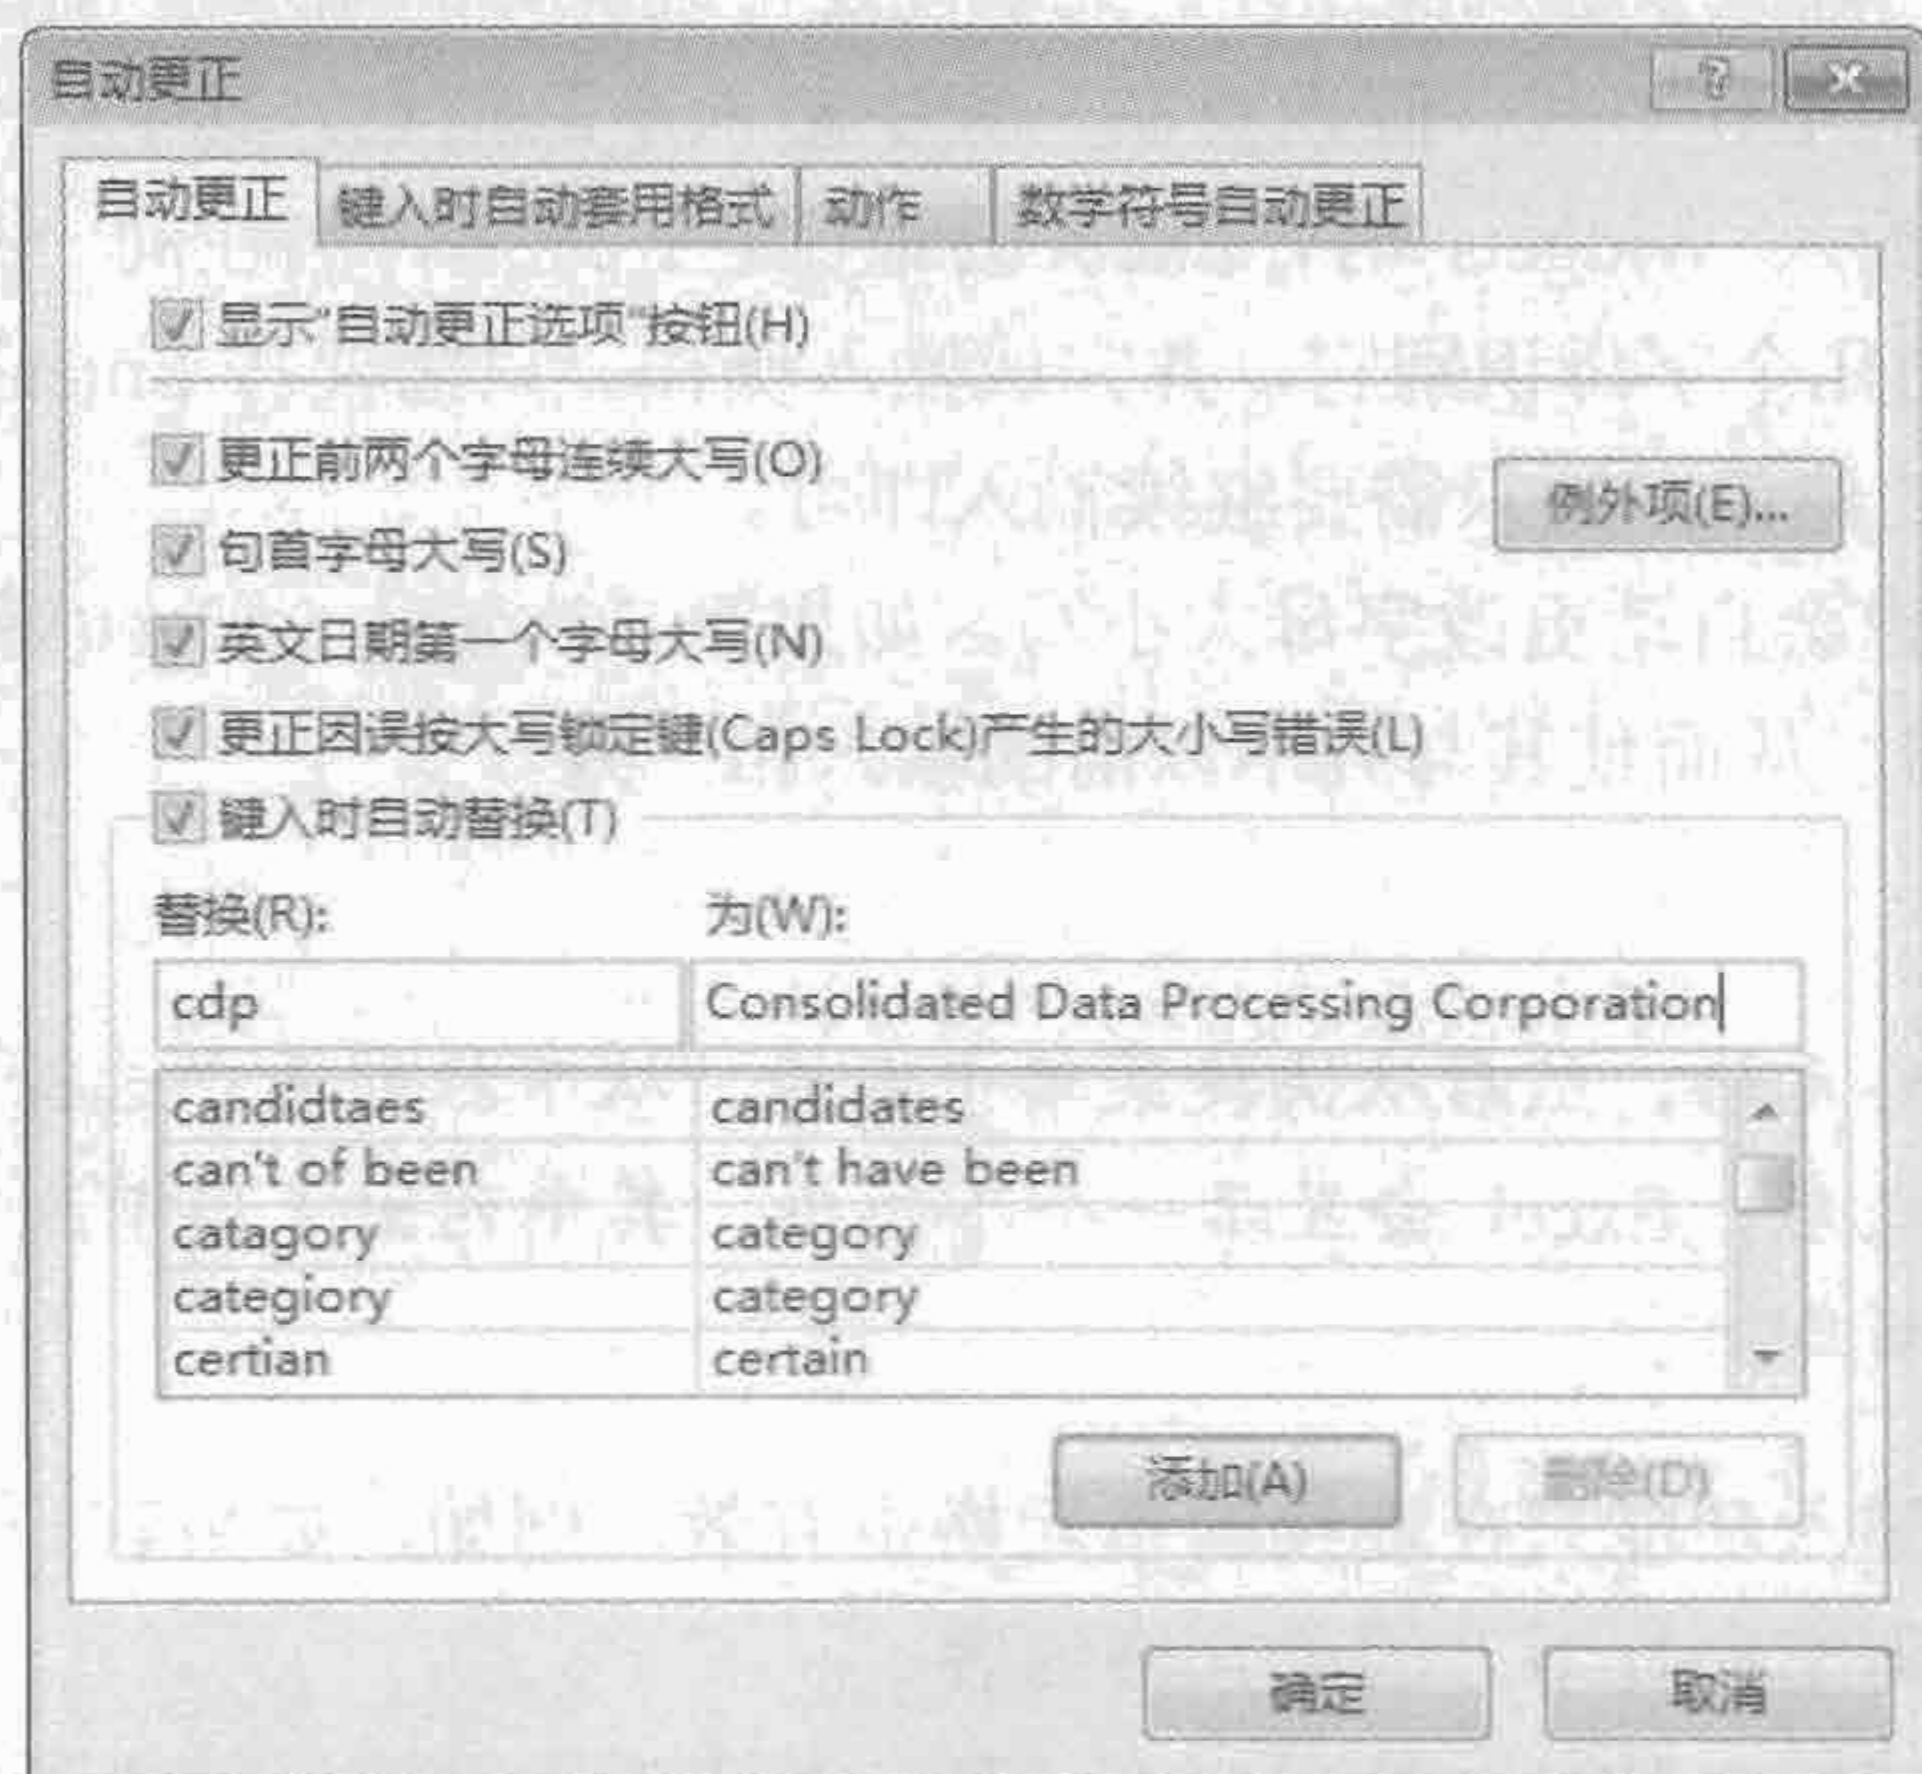 自动更正
自动更正 键入时自动套用格式 动作 数学符号自动更正
显示"自动更正选项"按钮(H)
更正前两个字母连续大写(O)
例外项(E)...
句首字母大写(S)
英文日期第一个字母大写(N)
更正因误按大写锁定键(Caps Lock)产生的大小写错误(L)
键入时自动替换(T)
替换(R): 为(W):
cdp Consolidated Data Processing Corporation
candidtaes candidates
can't of been can't have been
catagory category
categiory category
certian certain
添加(A) 删除(D)
确定 取消